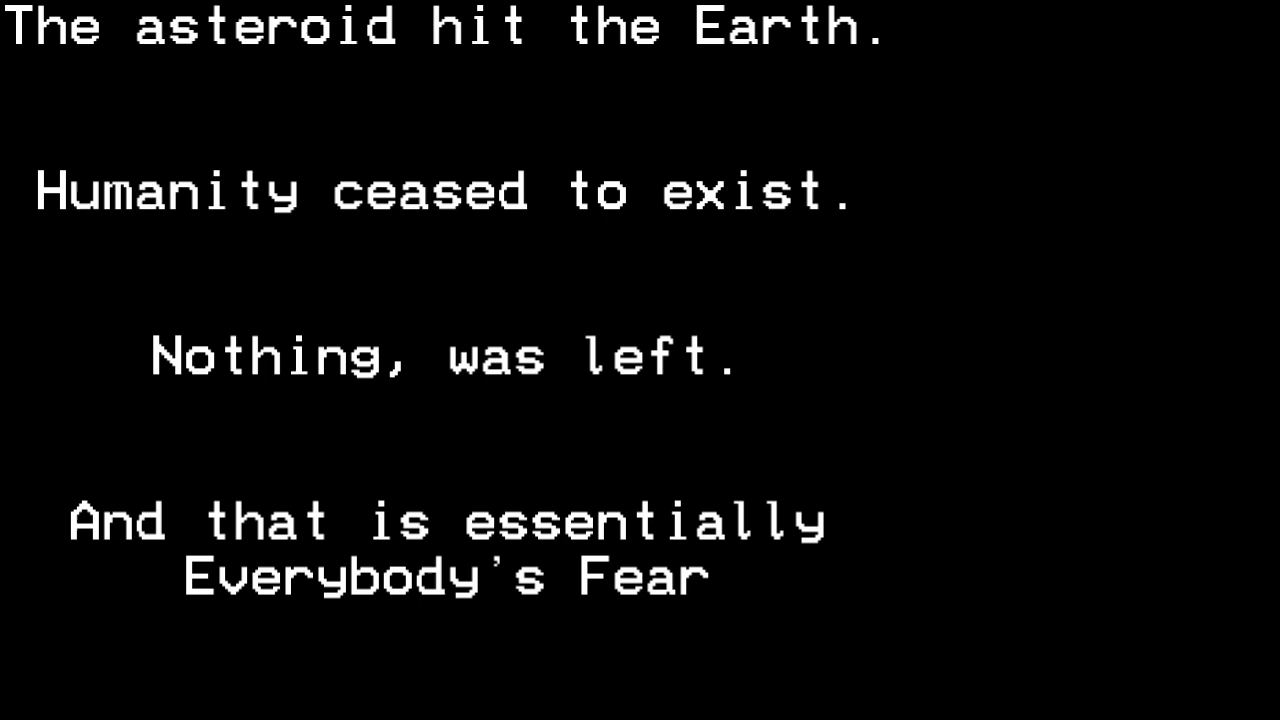 The asteroid hit the Earth.
Humanity ceased to exist.
Nothing, was left.
And that is essentially
Everybody's Fear